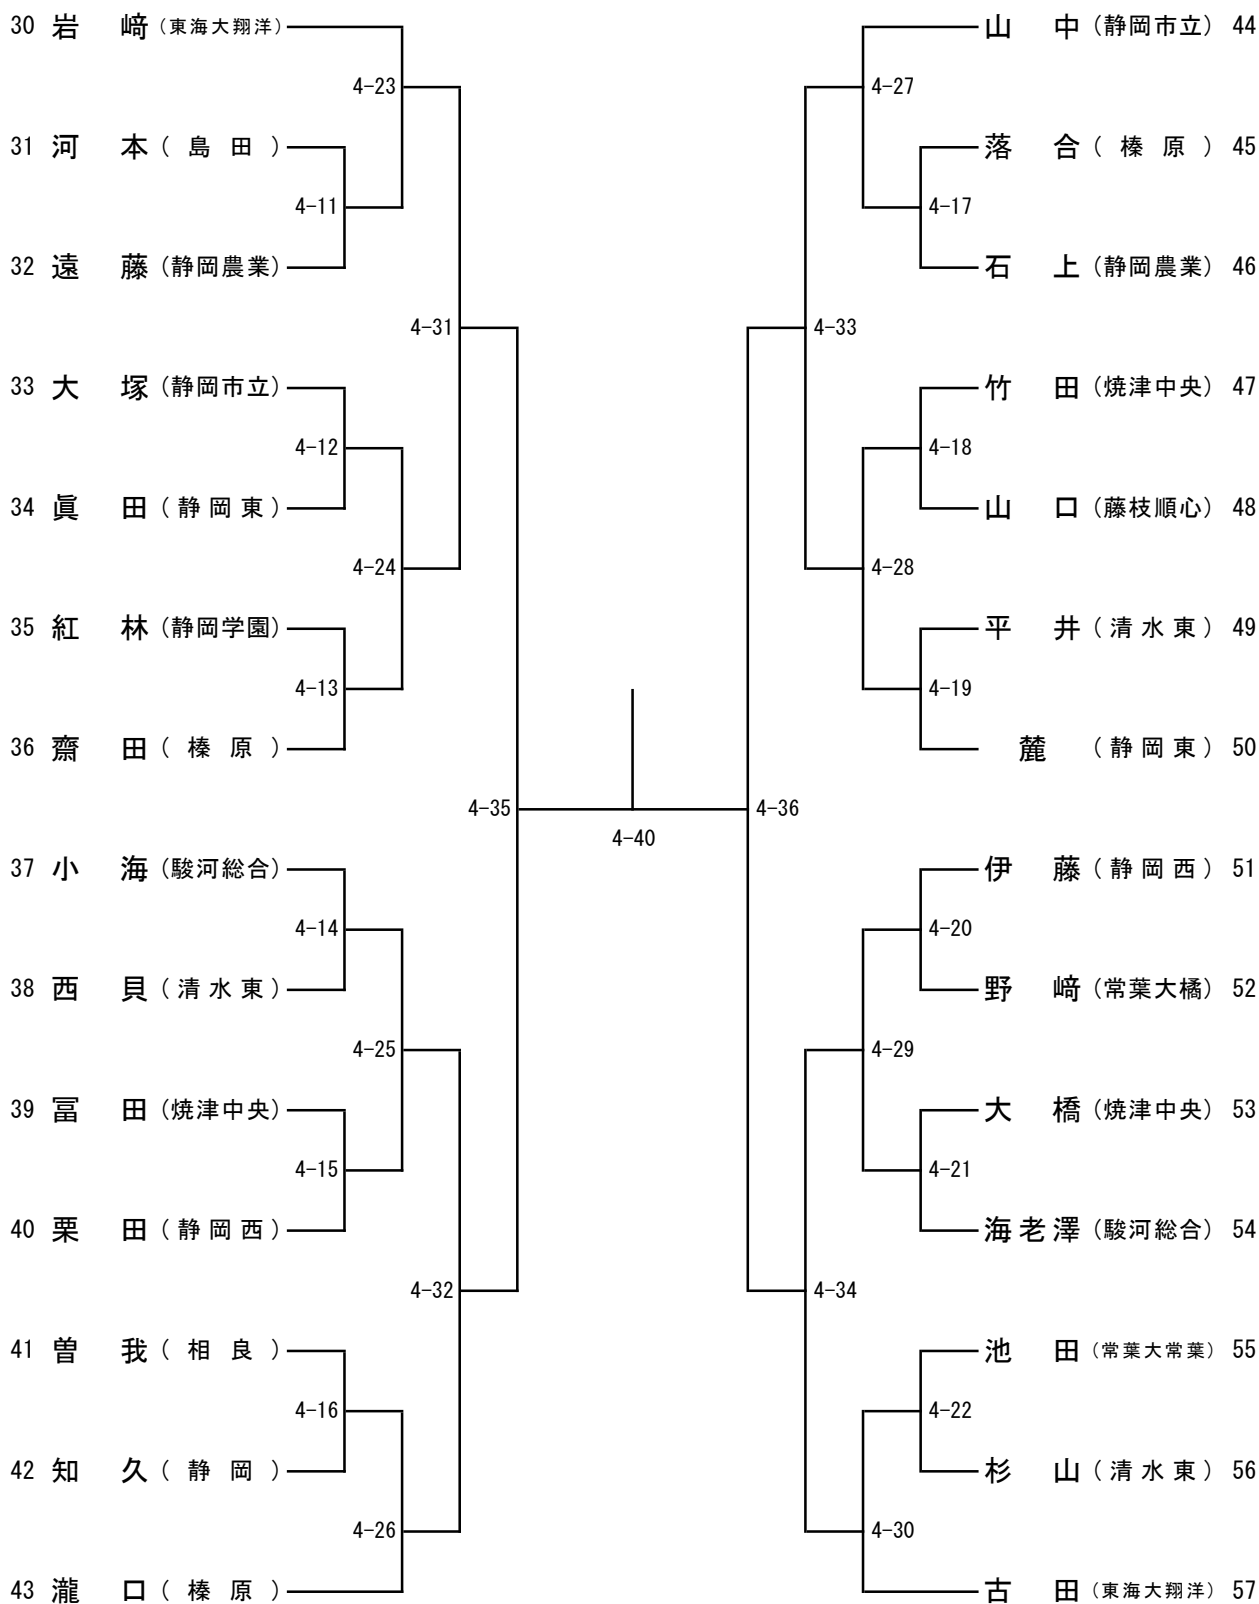 30 岩 﨑 (東海大翔洋)
4-23
31 河 本 ( 島 田 )
4-11
32 遠 藤 (静岡農業)
4-31
33 大 塚 (静岡市立)
4-12
34 眞 田 ( 静 岡 東 )
4-24
35 紅 林 (静岡学園)
4-13
36 齋 田 ( 榛 原 )
4-35
37 小 海 (駿河総合)
4-14
38 西 貝 ( 清 水 東 )
4-25
39 冨 田 (焼津中央)
4-15
40 栗 田 ( 静 岡 西 )
4-32
41 曽 我 ( 相 良 )
4-16
42 知 久 ( 静 岡 )
4-26
43 瀧 口 ( 榛 原 )
4-40
山 中 (静岡市立) 44
4-27
落 合 ( 榛 原 ) 45
4-17
石 上 (静岡農業) 46
4-33
竹 田 (焼津中央) 47
4-18
山 口 (藤枝順心) 48
4-28
平 井 ( 清 水 東 ) 49
4-19
麓 ( 静 岡 東 ) 50
4-36
伊 藤 ( 静 岡 西 ) 51
4-20
野 﨑 (常葉大橘) 52
4-29
大 橋 (焼津中央) 53
4-21
海老澤 (駿河総合) 54
4-34
池 田 (常葉大常葉) 55
4-22
杉 山 ( 清 水 東 ) 56
4-30
古 田 (東海大翔洋) 57